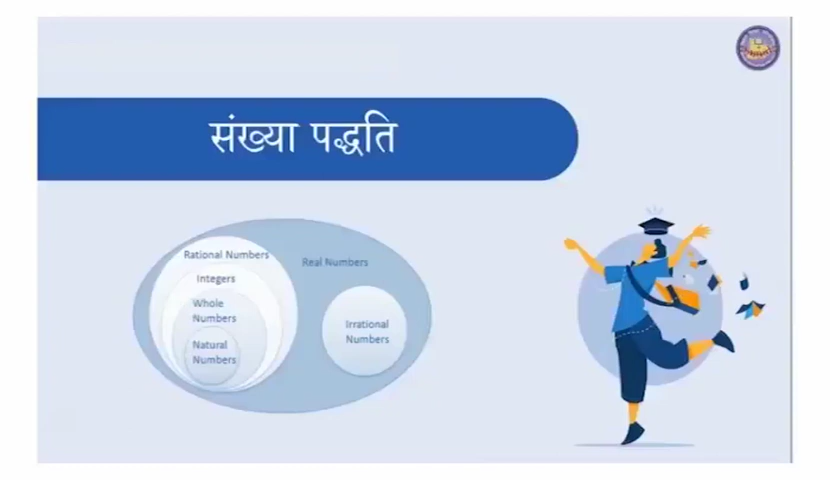 संख्या पद्धति
Rational Numbers
Real Numbers
Integers
Whole
Numbers
Irrational
Numbers
Natural
Numbers